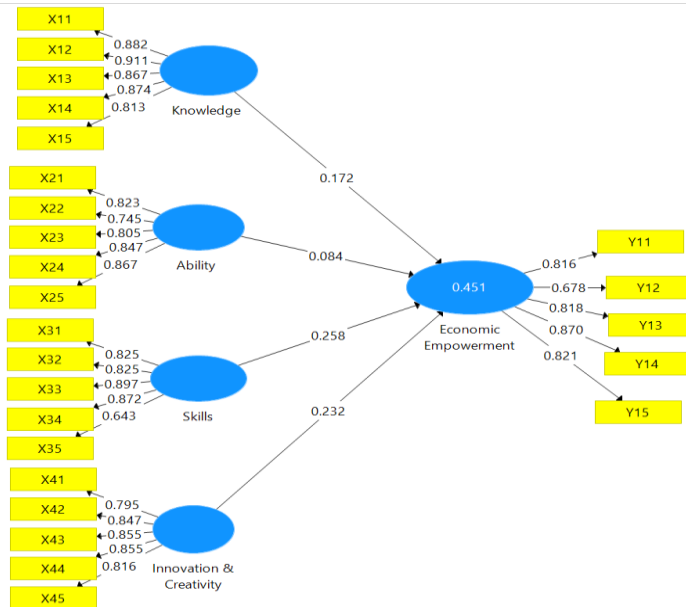 X11
0.882
X12
0.911
X13
0.867
0.874
X14
0.813
X15
Knowledge
0.172
X21
0.823
X22
0.745
X23
0.805
0.847
X24
0.867
X25
Ability
0.084
X31
0.825
X32
0.825
X33
0.897
0.872
X34
0.643
X35
Skills
0.258
X41
0.795
X42
0.847
X43
0.855
0.855
X44
0.816
X45
Innovation &
Creativity
0.232
0.451
Economic
Empowerment
0.816
Y11
0.678
Y12
0.818
Y13
0.870
Y14
0.821
Y15